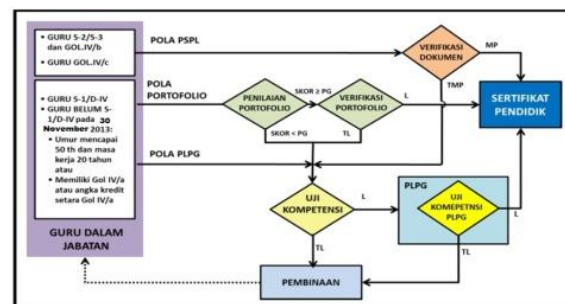 GURU S-2/S-3
dan GOL.IV/b
GURU GOL.IV/c
POLA PSPL
VERIFIKASI
DOKUMEN
MP
TMP
GURU S-1/D-IV
GURU BELUM S-
1/D-IV pada 30
November 2013:
Umur mencapai
50 th dan masa
kerja 20 tahun
atau
Memiliki Gol IV/a
atau angka kredit
setara Gol IV/a
GURU DALAM
JABATAN
POLA
PORTOFOLIO
PENILAIAN
PORTOFOLIO
SKOR ≥ PG
VERIFIKASI
PORTOFOLIO
L
SERTIFIKAT
PENDIDIK
SKOR < PG
TL
POLA PLPG
UJI
KOMPETENSI
L
PLPG
UJI
KOMEPETNSI
PLPG
L
TL
TL
PEMBINAAN